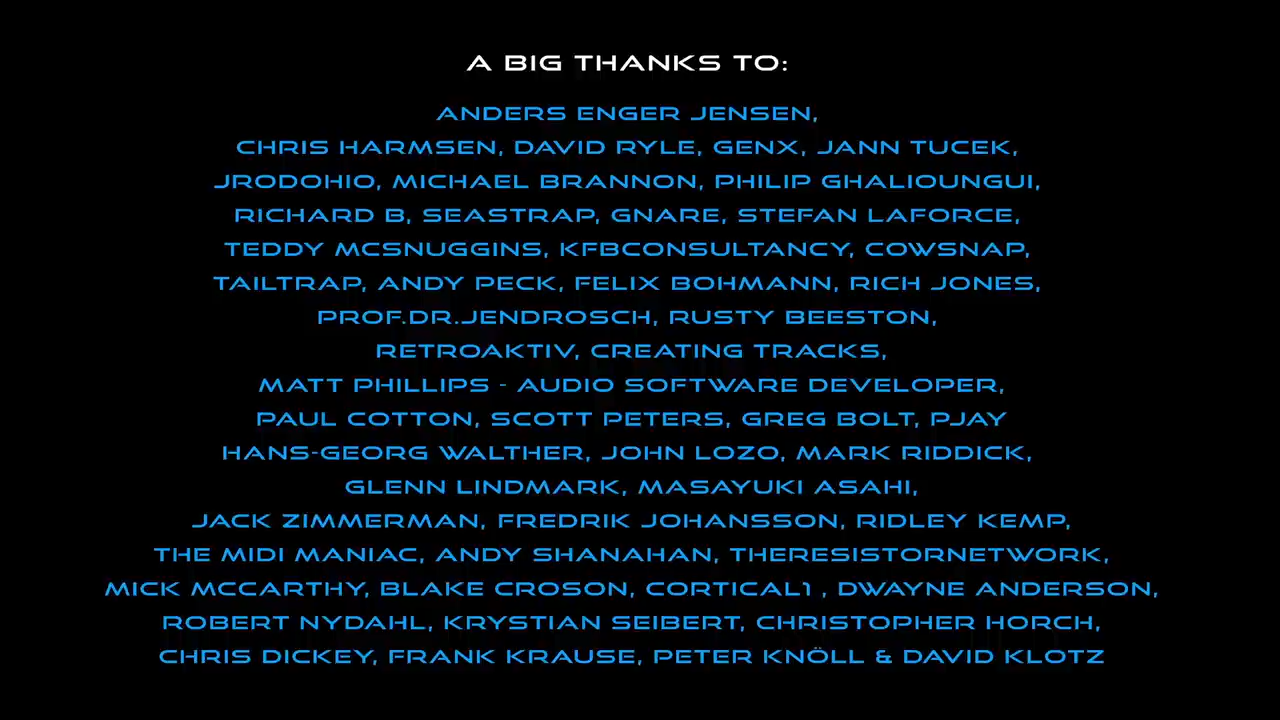 A BIG THANKS TO:
ANDERS ENGER JENSEN,
CHRIS HARMSEN, DAVID RYLE, GENX, JANN TUCEK,
JRODOHIO, MICHAEL BRANNON, PHILIP GHALIOUNGUI,
RICHARD B, SEASTRAP, GNARE, STEFAN LAFORCE,
TEDDY MCSNUGGINS, KFBCONSULTANCY, COWSNAP,
TAILTRAP, ANDY PECK, FELIX BOHMANN, RICH JONES,
PROF.DR.JENDROSCH, RUSTY BEESTON,
RETROAKTIV, CREATING TRACKS,
MATT PHILLIPS - AUDIO SOFTWARE DEVELOPER,
PAUL COTTON, SCOTT PETERS, GREG BOLT, PJAY
HANS-GEORG WALTHER, JOHN LOZO, MARK RIDDICK,
GLENN LINDMARK, MASAYUKI ASAHI,
JACK ZIMMERMAN, FREDRIK JOHANSSON, RIDLEY KEMP,
THE MIDI MANIAC, ANDY SHANAHAN, THERESISTORNETWORK,
MICK MCCARTHY, BLAKE CROSON, CORTICAL1 , DWAYNE ANDERSON,
ROBERT NYDAHL, KRYSTIAN SEIBERT, CHRISTOPHER HORCH,
CHRIS DICKEY, FRANK KRAUSE, PETER KNÖLL & DAVID KLOTZ